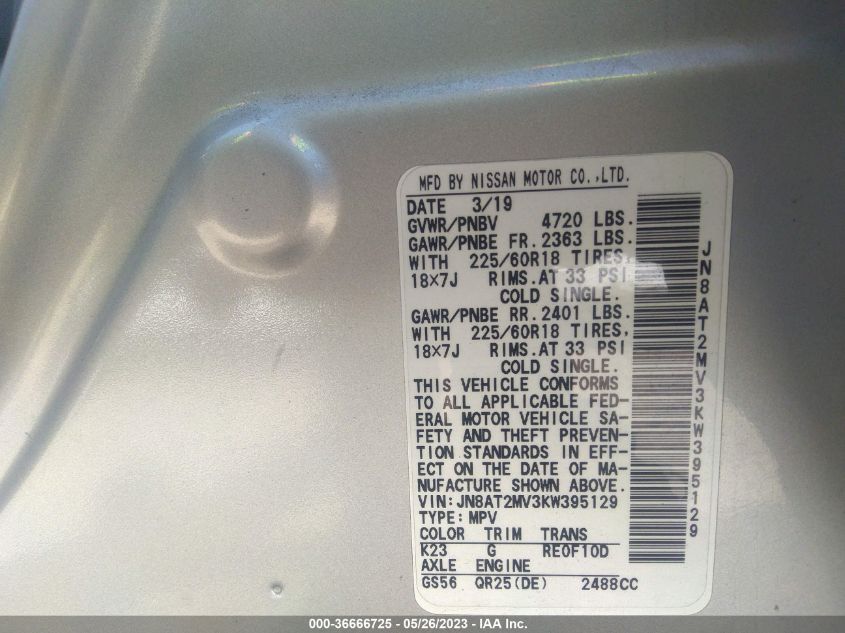 MFD BY NISSAN MOTOR CO.,LTD.
DATE 3/19
GVWR/PNBV 4720 LBS.
GAWR/PNBE FR. 2363 LBS.
WITH 225/60R18 TIRES.
18×7J RIMS. AT 33 PSI
COLD SINGLE.
GAWR/PNBE RR. 2401 LBS.
WITH 225/60R18 TIRES.
18×7J RIMS. AT 33 PSI
COLD SINGLE.
THIS VEHICLE CONFORMS
TO ALL APPLICABLE FED-
ERAL MOTOR VEHICLE SA-
FETY AND THEFT PREVEN-
TION STANDARDS IN EFF-
ECT ON THE DATE OF MA-
NUFACTURE SHOWN ABOVE.
VIN: JN8AT2MV3KW395129
TYPE: MPV
COLOR TRIM TRANS
K23 G RE0F10D
AXLE ENGINE
GS56 QR25(DE) 2488CC
JN8AT2MV3KW395129
000-36666725 - 05/26/2023 - IAA Inc.